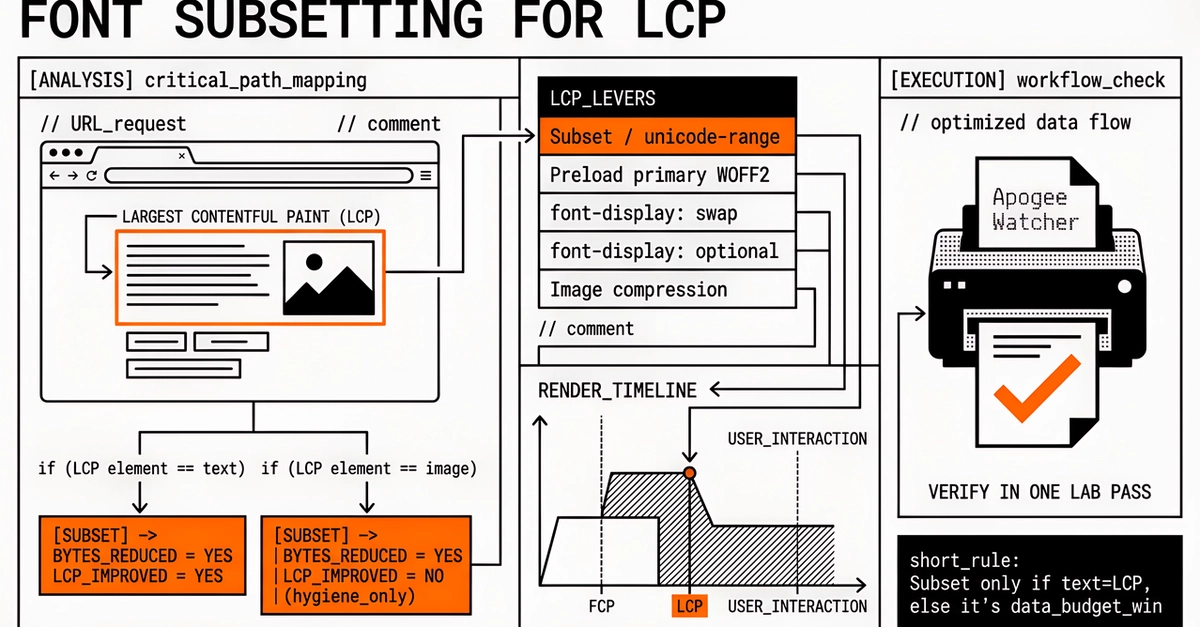 FONT SUBSETTING FOR LCP
[ANALYSIS] critical_path_mapping
// URL_request
// comment
LARGEST CONTENTFUL PAINT (LCP)
if (LCP element == text)
if (LCP element == image)
[SUBSET] ->
BYTES_REDUCED = YES
LCP_IMPROVED = YES
[SUBSET] ->
|BYTES_REDUCED = YES
|LCP_IMPROVED = NO
|(hygiene_only)
LCP_LEVERS
Subset / unicode-range
Preload primary WOFF2
font-display: swap
font-display: optional
Image compression
// comment
RENDER_TIMELINE
USER_INTERACTION
FCP
LCP
USER_INTERACTION
[EXECUTION] workflow_check
// optimized data flow
Apogee
Watcher
VERIFY IN ONE LAB PASS
short_rule:
Subset only if text=LCP,
else it's data_budget_win